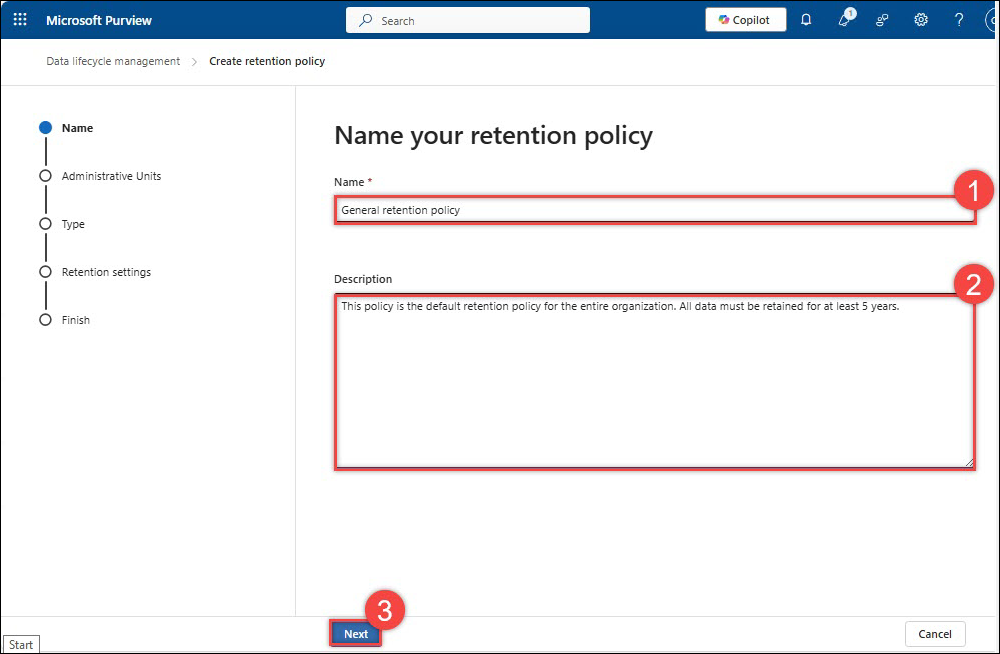 Microsoft Purview
Search
Copilot
1
?
Data lifecycle management > Create retention policy
Name
Administrative Units
Type
Retention settings
Finish
Name your retention policy
Name *
1
General retention policy
Description
2
This policy is the default retention policy for the entire organization. All data must be retained for at least 5 years.
3
Next
Cancel
Start